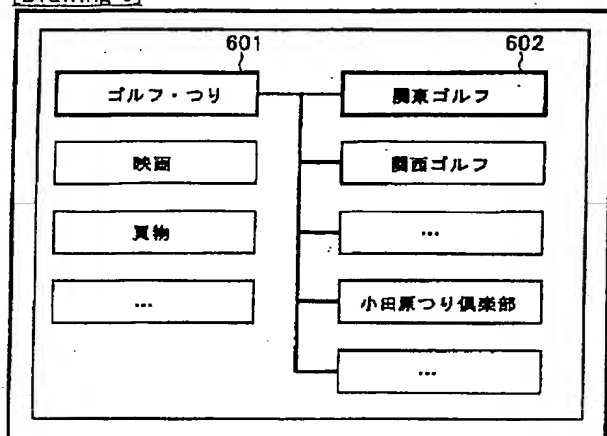 [Drawing 6]
601
602
ゴルフ・つり
関東ゴルフ
映画
関西ゴルフ
買物
…
…
小田原つり倶楽部
…